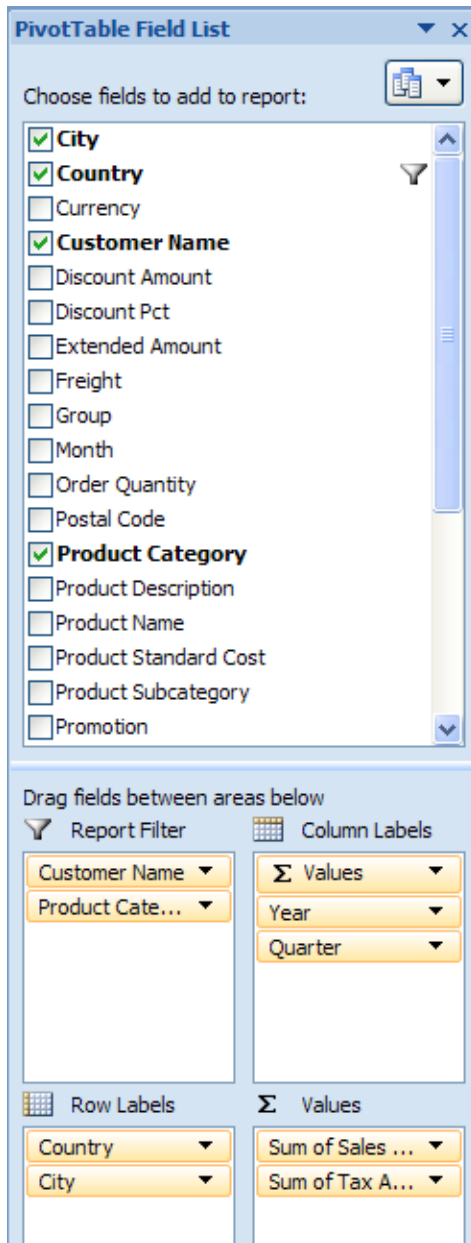 PivotTable Field List
Choose fields to add to report:
City
Country
Currency
Customer Name
Discount Amount
Discount Pct
Extended Amount
Freight
Group
Month
Order Quantity
Postal Code
Product Category
Product Description
Product Name
Product Standard Cost
Product Subcategory
Promotion
Drag fields between areas below
Report Filter
Column Labels
Customer Name
Σ Values
Product Cate...
Year
Quarter
Row Labels
Σ Values
Country
Sum of Sales ...
City
Sum of Tax A...